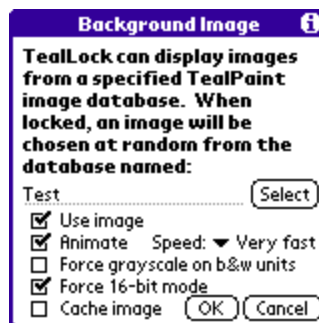 Background Image
TealLock can display images
from a specified TealPaint
image database. When
locked, an image will be
chosen at random from the
database named:
Test Select
Use image
Animate Speed: Very fast
Force grayscale on b&w units
Force 16-bit mode
Cache image OK Cancel